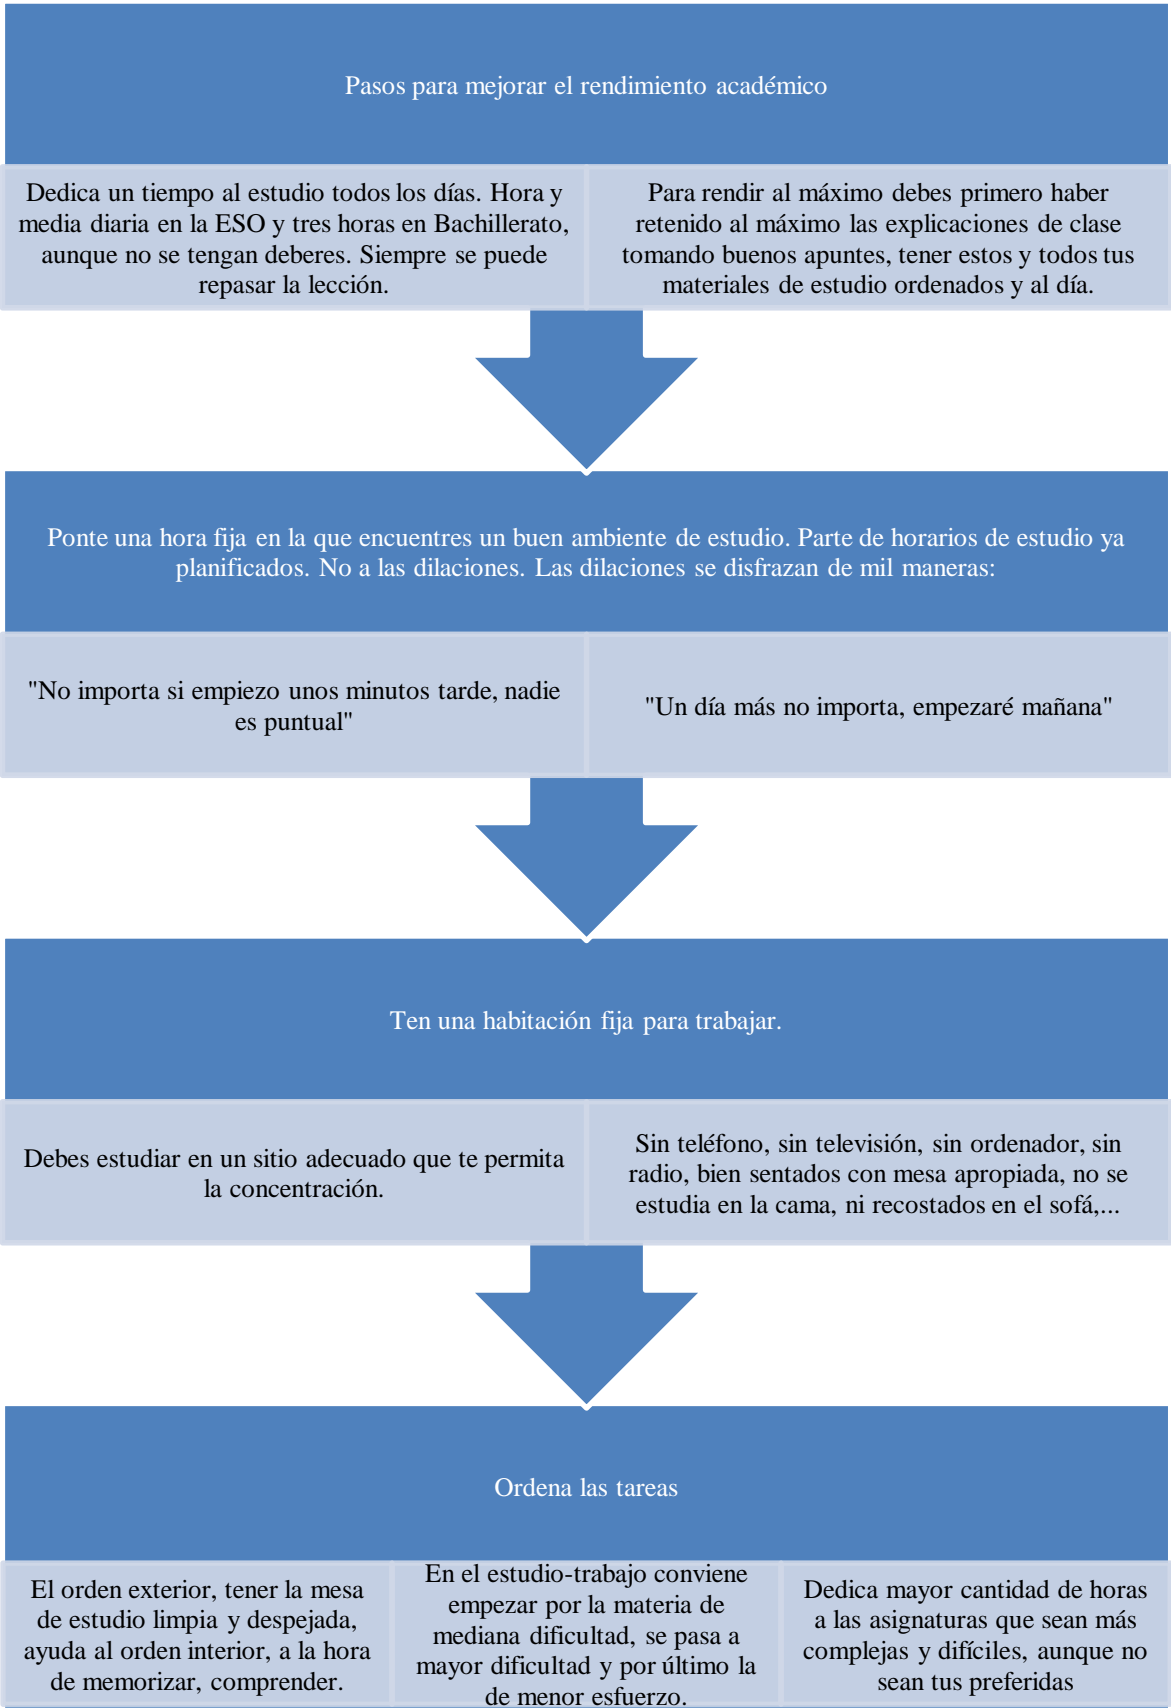 Pasos para mejorar el rendimiento académico
Dedica un tiempo al estudio todos los días. Hora y
media diaria en la ESO y tres horas en Bachillerato,
aunque no se tengan deberes. Siempre se puede
repasar la lección.
Para rendir al máximo debes primero haber
retenido al máximo las explicaciones de clase
tomando buenos apuntes, tener estos y todos tus
materiales de estudio ordenados y al día.
Ponte una hora fija en la que encuentres un buen ambiente de estudio. Parte de horarios de estudio ya
planificados. No a las dilaciones. Las dilaciones se disfrazan de mil maneras:
"No importa si empiezo unos minutos tarde, nadie
es puntual"
"Un día más no importa, empezaré mañana"
Ten una habitación fija para trabajar.
Debes estudiar en un sitio adecuado que te permita
la concentración.
Sin teléfono, sin televisión, sin ordenador, sin
radio, bien sentados con mesa apropiada, no se
estudia en la cama, ni recostados en el sofá,...
Ordena las tareas
El orden exterior, tener la mesa
de estudio limpia y despejada,
ayuda al orden interior, a la hora
de memorizar, comprender.
En el estudio-trabajo conviene
empezar por la materia de
mediana dificultad, se pasa a
mayor dificultad y por último la
de menor esfuerzo.
Dedica mayor cantidad de horas
a las asignaturas que sean más
complejas y difíciles, aunque no
sean tus preferidas